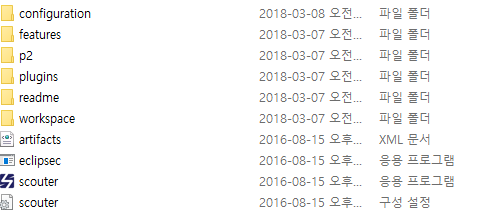 configuration 2018-03-08 오전... 파일 폴더
features 2018-03-07 오전... 파일 폴더
p2 2018-03-07 오전... 파일 폴더
plugins 2018-03-07 오전... 파일 폴더
readme 2018-03-07 오전... 파일 폴더
workspace 2018-03-07 오전... 파일 폴더
artifacts 2016-08-15 오후... XML 문서
eclipsec 2016-08-15 오후... 응용 프로그램
scouter 2016-08-15 오후... 응용 프로그램
scouter 2016-08-15 오후... 구성 설정